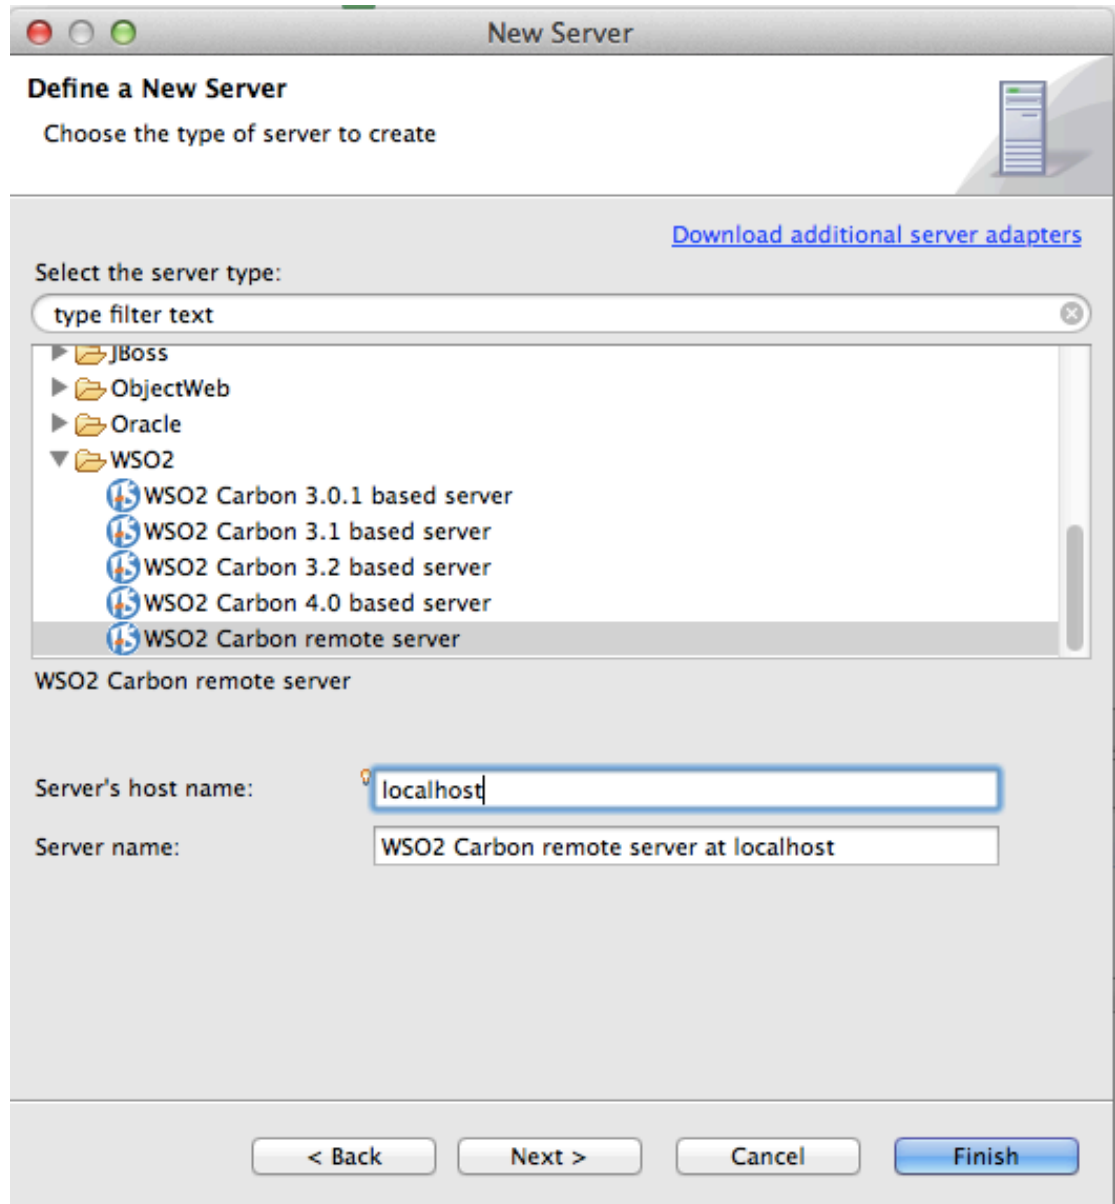 New Server
Define a New Server
Choose the type of server to create
Download additional server adapters
Select the server type:
type filter text
JBoss
ObjectWeb
Oracle
WSO2
WSO2 Carbon 3.0.1 based server
WSO2 Carbon 3.1 based server
WSO2 Carbon 3.2 based server
WSO2 Carbon 4.0 based server
WSO2 Carbon remote server
WSO2 Carbon remote server
Server's host name: localhost
Server name: WSO2 Carbon remote server at localhost
< Back Next > Cancel Finish